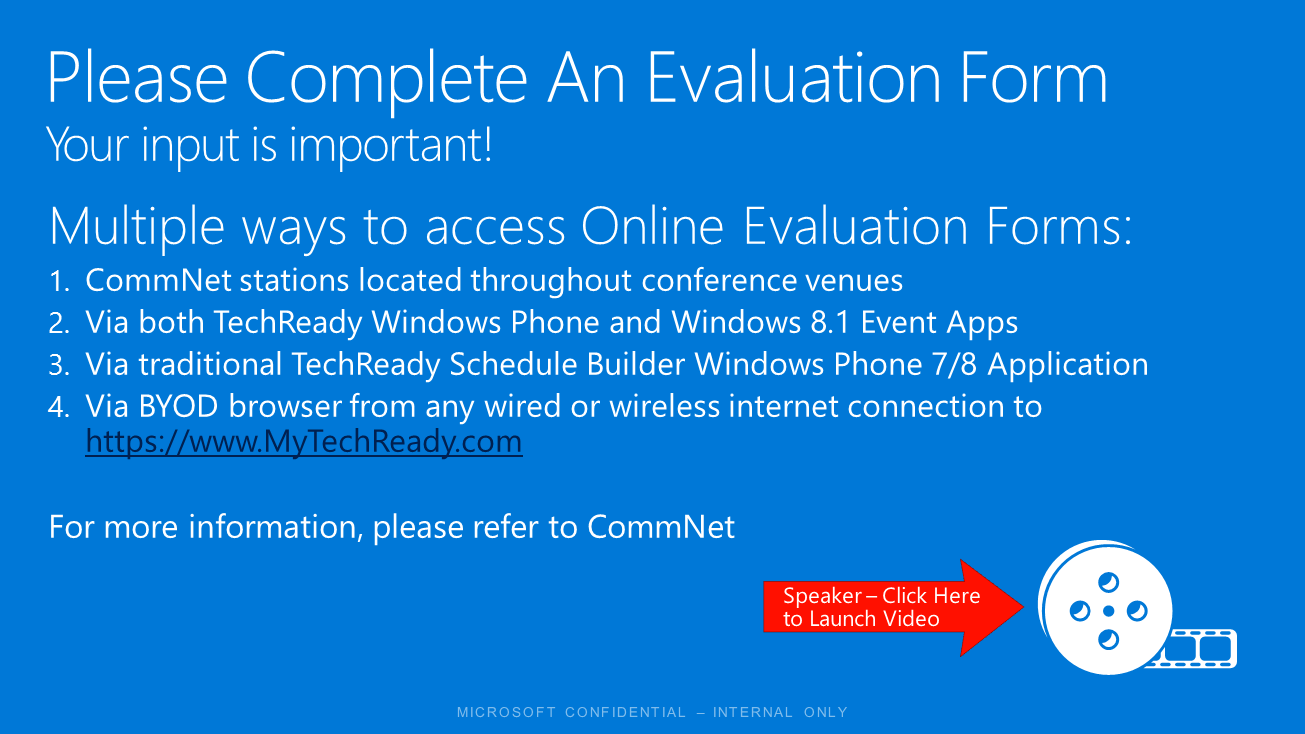 Please Complete An Evaluation Form
Your input is important!
Multiple ways to access Online Evaluation Forms:
1. CommNet stations located throughout conference venues
2. Via both TechReady Windows Phone and Windows 8.1 Event Apps
3. Via traditional TechReady Schedule Builder Windows Phone 7/8 Application
4. Via BYOD browser from any wired or wireless internet connection to
https://www.MyTechReady.com
For more information, please refer to CommNet
Speaker – Click Here
to Launch Video
MICROSOFT CONFIDENTIAL – INTERNAL ONLY